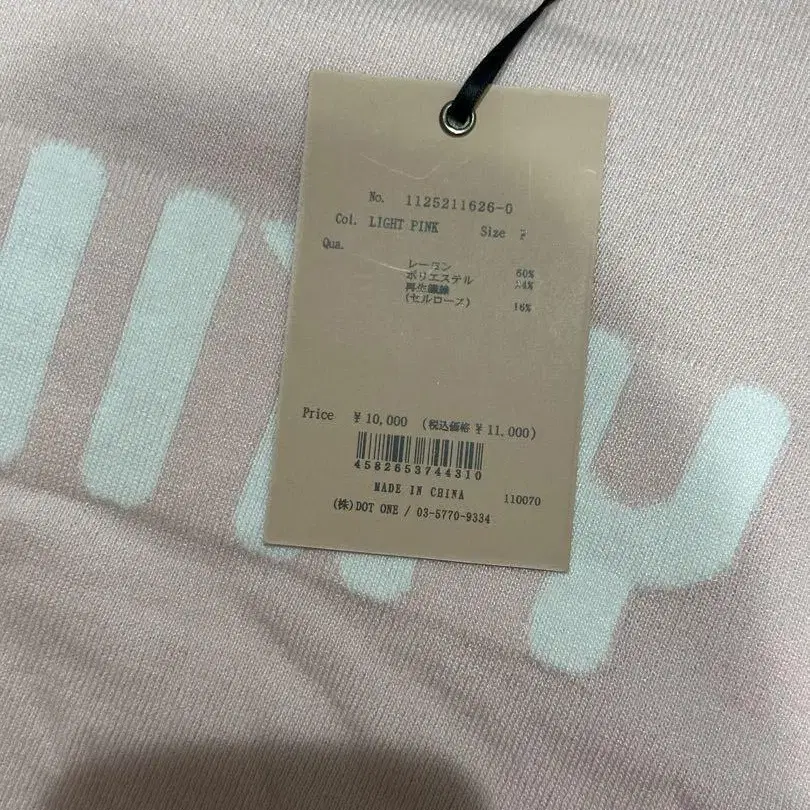 No. 1125211626-0
Col. LIGHT PINK Size F
Qua.
レーヨン 60%
ポリエステル 24%
再生繊維
(セルロース) 16%
Price ¥10,000 (税込価格 ¥11,000)
4582653744310
MADE IN CHINA 110070
(株)DOT ONE / 03-5770-9334